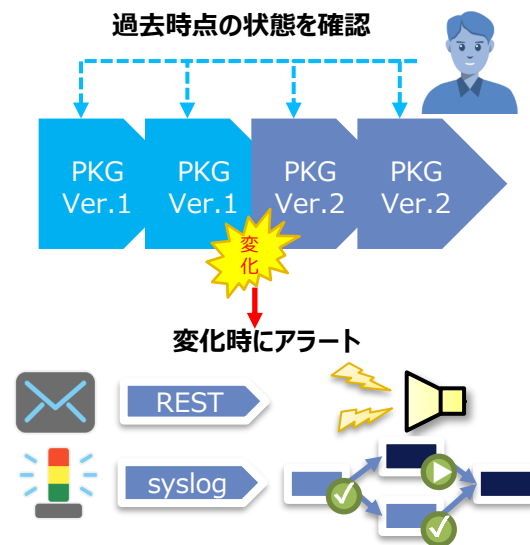 過去時点の状態を確認
PKG
Ver.1
PKG
Ver.1
PKG
Ver.2
PKG
Ver.2
変
化
変化時にアラート
REST
syslog